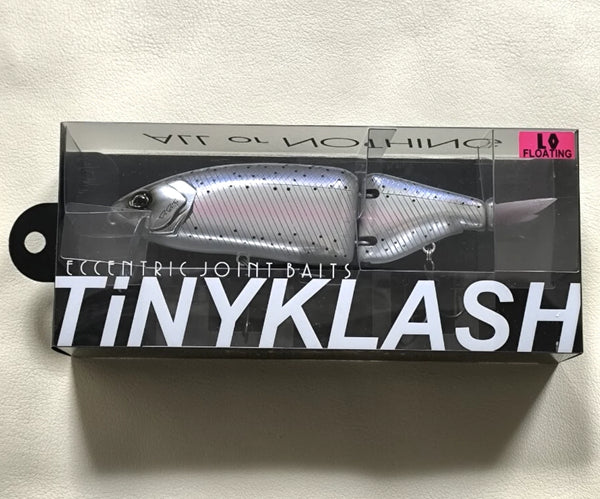 ALL or NOTHING
LO
FLOATING
ECCENTRIC JOINT BAITS
TiNYKLASH